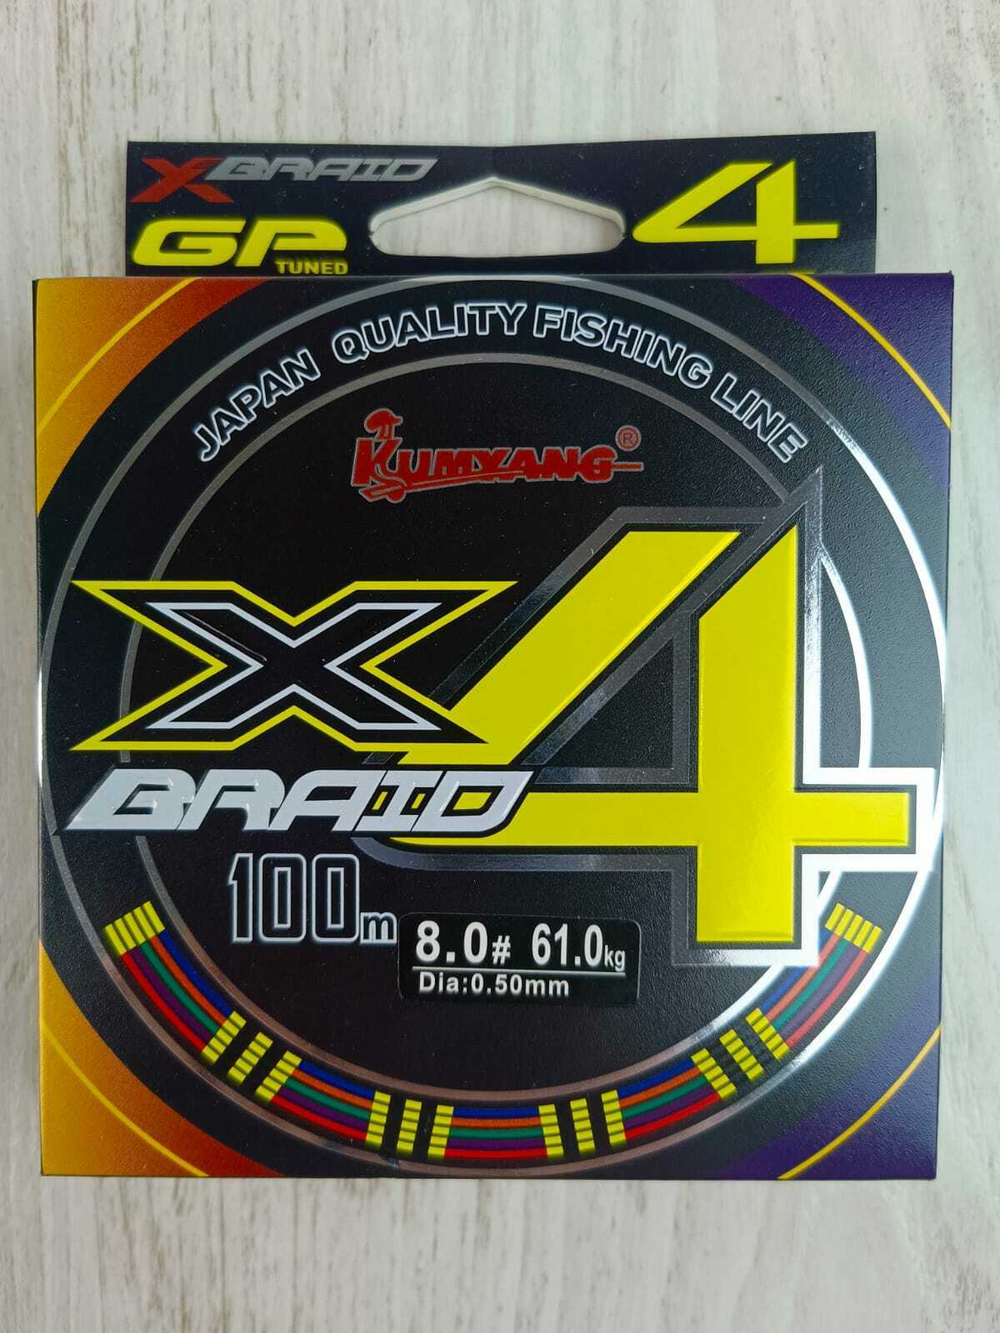 XBRAID
GP
TUNED
4
JAPAN QUALITY FISHING LINE
KUMYANG®
X
BRAID
4
100m
8.0# 61.0kg
Dia:0.50mm